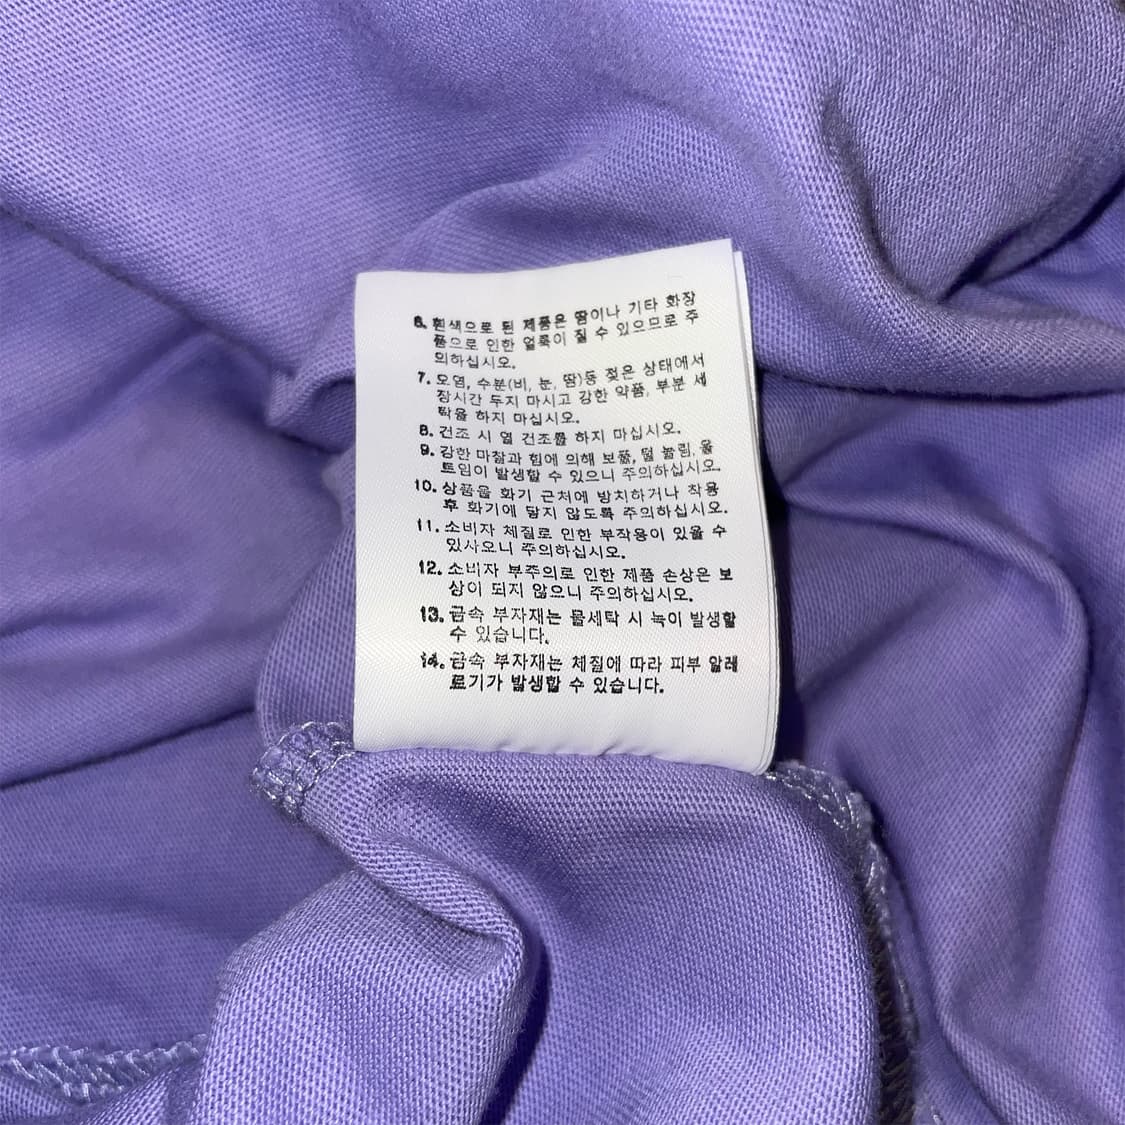 6. 흰색으로 된 제품은 땀이나 기타 화장
품으로 인한 얼룩이 질 수 있으므로 주
의하십시오.
7. 오염, 수분(비, 눈, 땀)등 젖은 상태에서
장시간 두지 마시고 강한 약품, 부분 세
탁을 하지 마십시오.
8. 건조 시 열 건조를 하지 마십시오.
9. 강한 마찰과 힘에 의해 보풀, 털 눌림, 올
트임이 발생할 수 있으니 주의하십시오.
10. 상품을 화기 근처에 방치하거나 착용
후 화기에 닿지 않도록 주의하십시오.
11. 소비자 체질로 인한 부작용이 있을 수
있사오니 주의하십시오.
12. 소비자 부주의로 인한 제품 손상은 보
상이 되지 않으니 주의하십시오.
13. 금속 부자재는 물세탁 시 녹이 발생할
수 있습니다.
14. 금속 부자재는 체질에 따라 피부 알레
르기가 발생할 수 있습니다.